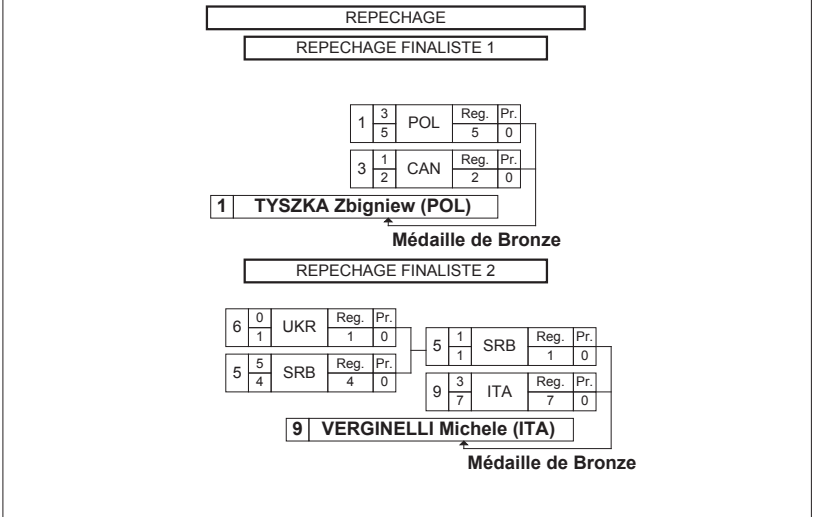 REPECHAGE
REPECHAGE FINALISTE 1
1 3 POL Reg. Pr.
5 5 0
3 1 CAN Reg. Pr.
2 2 0
1 TYSZKA Zbigniew (POL)
Médaille de Bronze
REPECHAGE FINALISTE 2
6 0 UKR Reg. Pr.
1 1 0
5 1 SRB Reg. Pr.
1 1 0
5 5 SRB Reg. Pr.
4 4 0
9 3 ITA Reg. Pr.
7 7 0
9 VERGINELLI Michele (ITA)
Médaille de Bronze